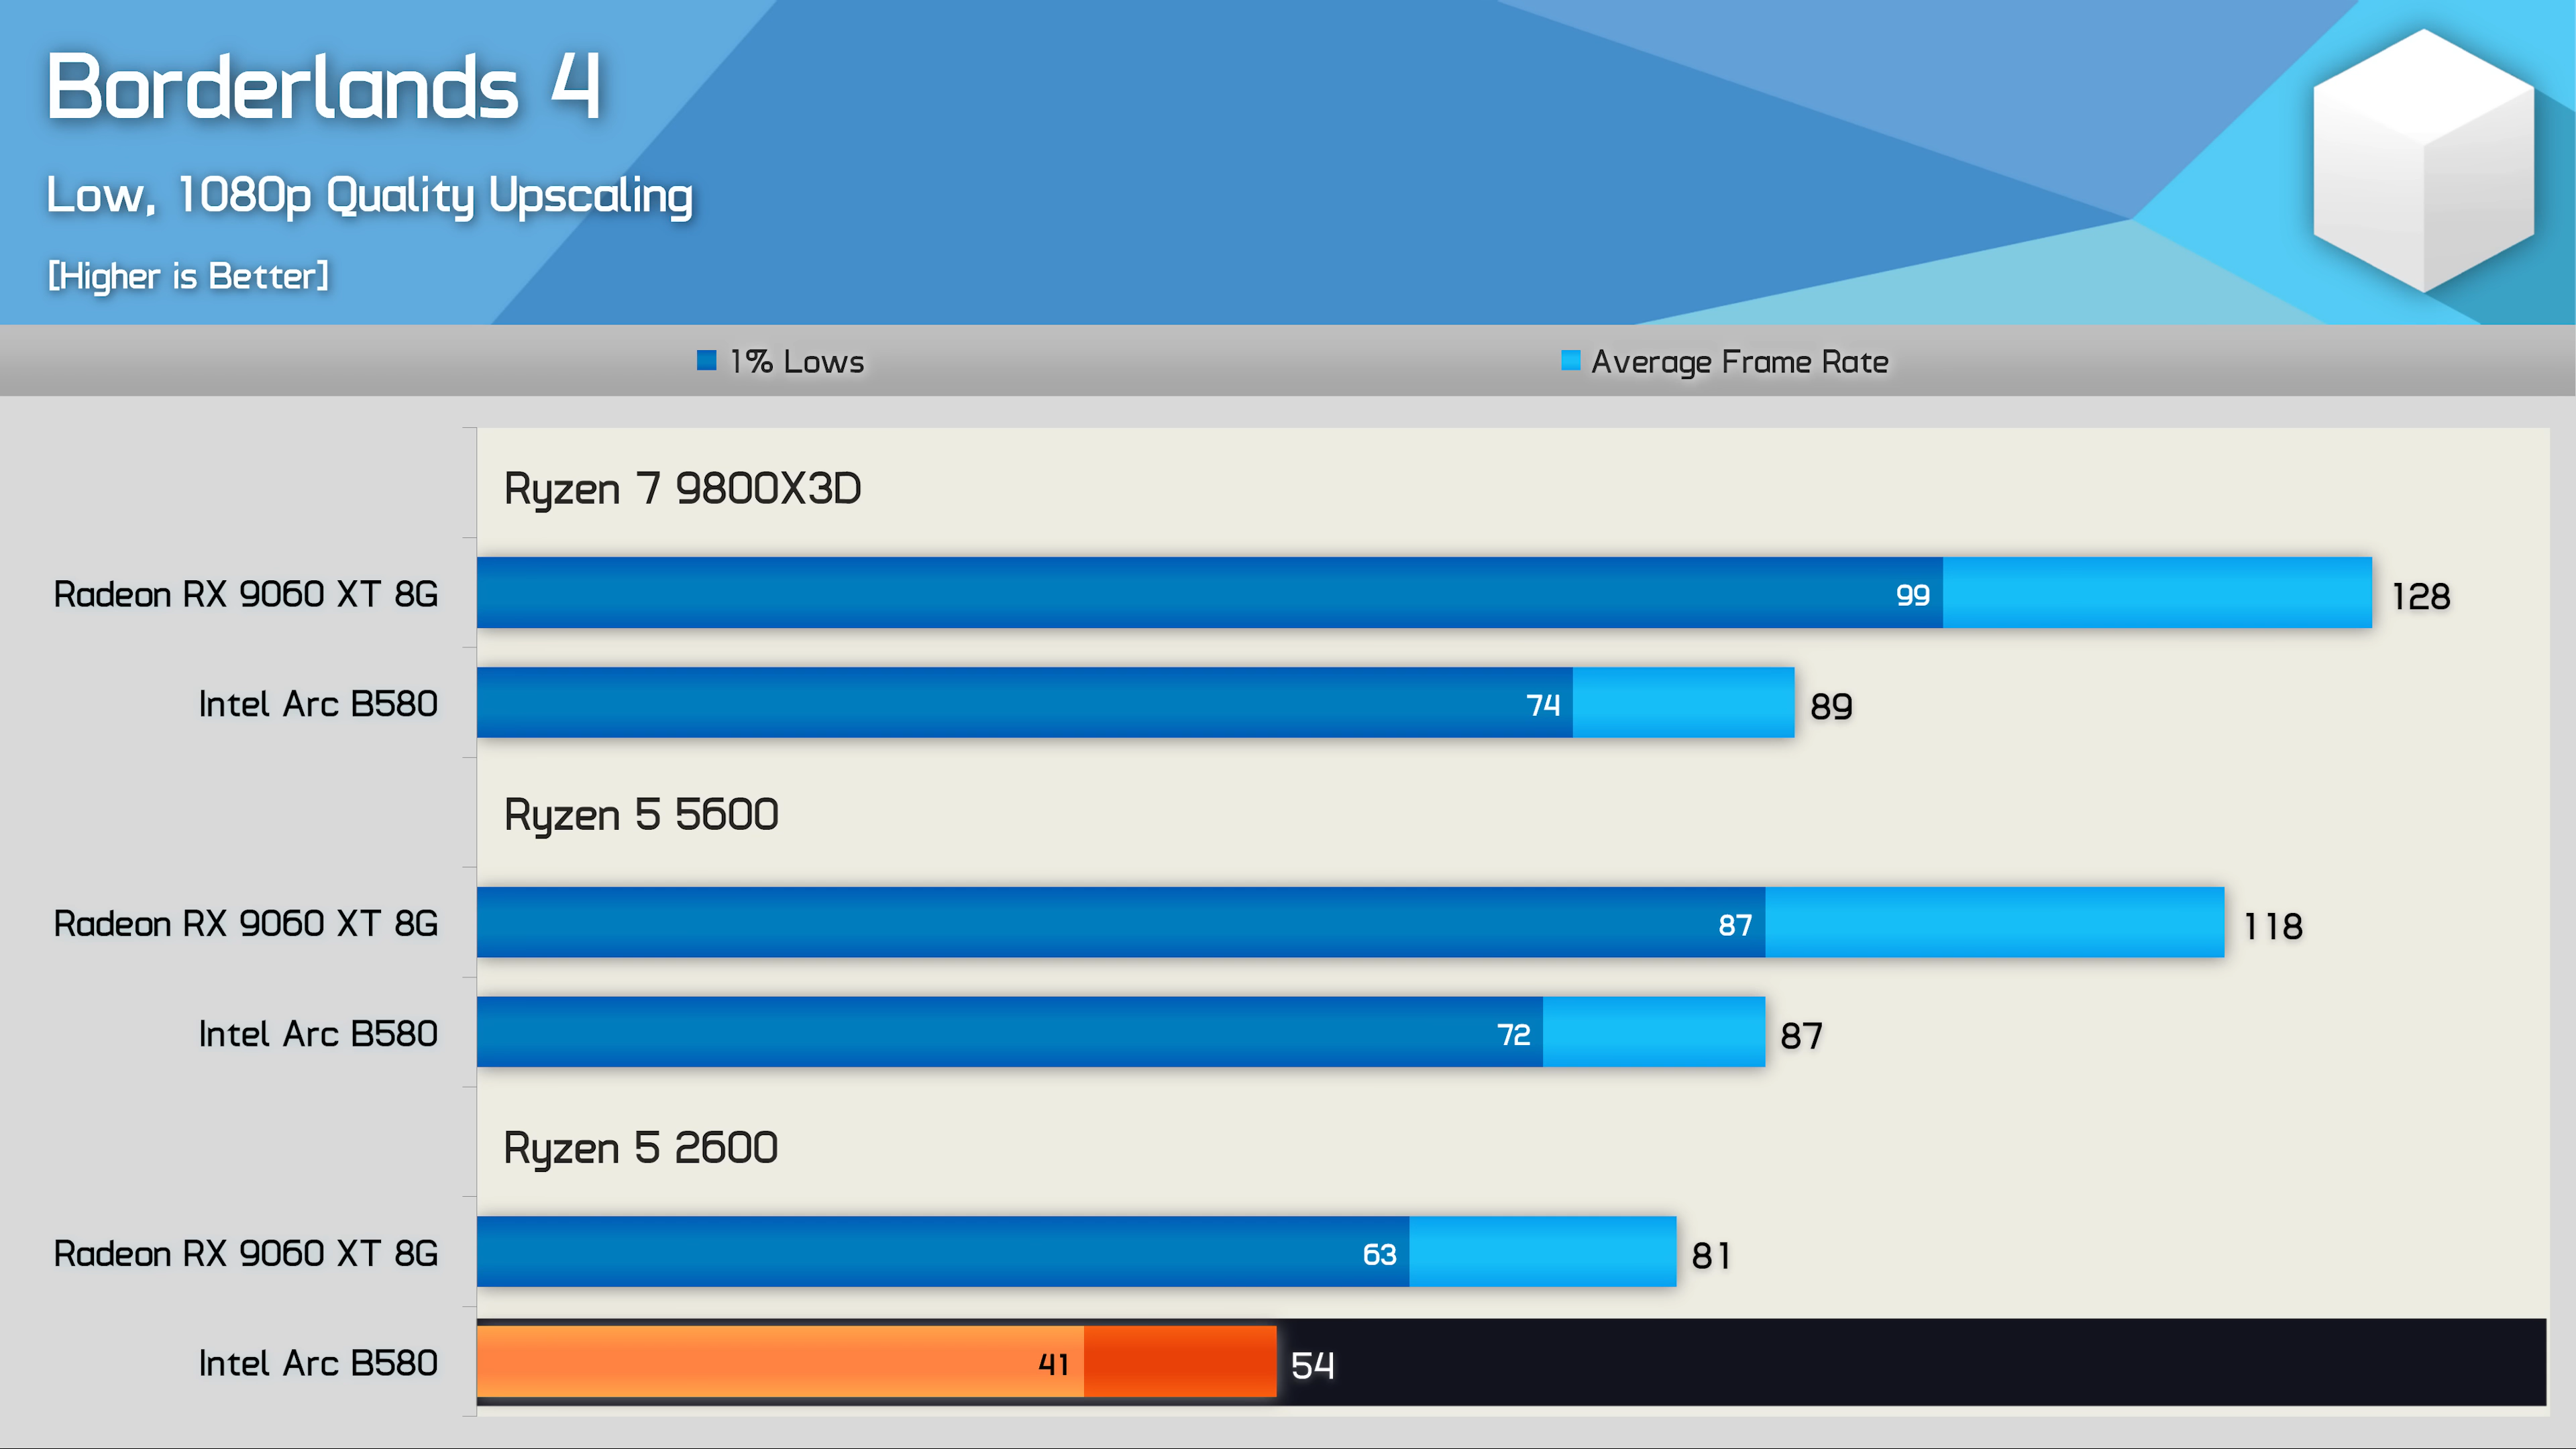 Borderlands 4
Low, 1080p Quality Upscaling
[Higher is Better]
1% Lows
Average Frame Rate
Ryzen 7 9800X3D
Radeon RX 9060 XT 8G 99 128
Intel Arc B580 74 89
Ryzen 5 5600
Radeon RX 9060 XT 8G 87 118
Intel Arc B580 72 87
Ryzen 5 2600
Radeon RX 9060 XT 8G 63 81
Intel Arc B580 41 54